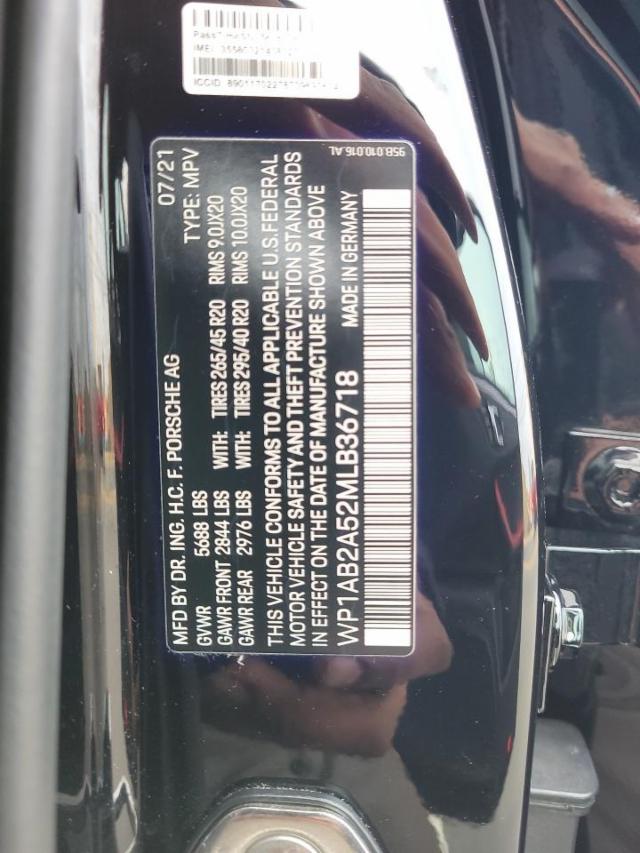 ICCID:
IMEI:
07/21
MFD BY DR. ING. H.C. F. PORSCHE AG TYPE: MPV
GVWR 5688 LBS
GAWR FRONT 2844 LBS TIRES 265/45 R20 RIMS 9.0JX20
GAWR REAR 2976 LBS TIRES 295/40 R20 RIMS 10.0JX20
THIS VEHICLE CONFORMS TO ALL APPLICABLE U.S. FEDERAL
MOTOR VEHICLE SAFETY AND THEFT PREVENTION STANDARDS
IN EFFECT ON THE DATE OF MANUFACTURE SHOWN ABOVE
WP1AB2A52MLB36718 MADE IN GERMANY
95B.010.016.AL